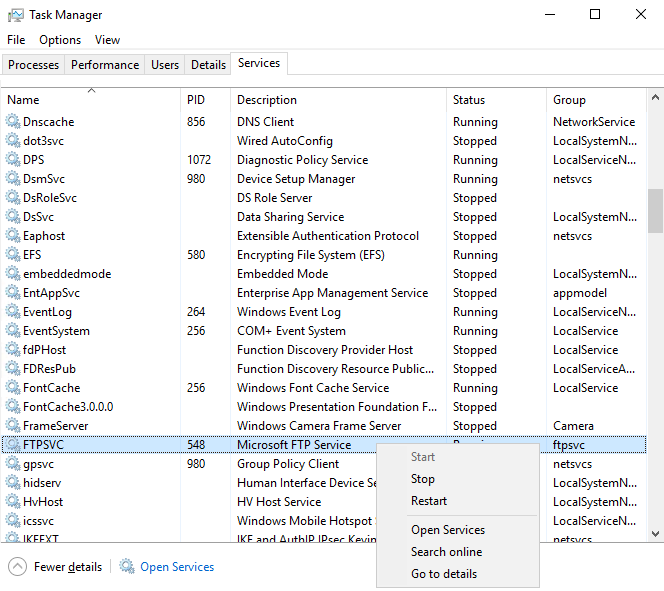 Task Manager
File Options View
Processes Performance Users Details Services
Name PID Description Status Group
Dnscache 856 DNS Client Running NetworkService
dot3svc Wired AutoConfig Stopped LocalSystemN...
DPS 1072 Diagnostic Policy Service Running LocalServiceN...
DsmSvc 980 Device Setup Manager Running netsvcs
DsRoleSvc DS Role Server Stopped
DsSvc Data Sharing Service Stopped LocalSystemN...
Eaphost Extensible Authentication Protocol Stopped netsvcs
EFS 580 Encrypting File System (EFS) Running
embeddedmode Embedded Mode Stopped LocalSystemN...
EntAppSvc Enterprise App Management Service Stopped appmodel
EventLog 264 Windows Event Log Running LocalServiceN...
EventSystem 256 COM+ Event System Running LocalService
fdPHost Function Discovery Provider Host Stopped LocalService
FDResPub Function Discovery Resource Public... Stopped LocalServiceA...
FontCache 256 Windows Font Cache Service Running LocalService
FontCache3.0.0.0 Windows Presentation Foundation F... Stopped
FrameServer Windows Camera Frame Server Stopped Camera
FTPSVC 548 Microsoft FTP Service ftpsvc
Start
gpsvc 980 Group Policy Client netsvcs
Stop
hidserv Human Interface Device Se LocalSystemN...
Restart
HvHost HV Host Service LocalSystemN...
icssvc Windows Mobile Hotspot LocalServiceN...
Open Services
IKEEXT IKE and AuthIP IPsec Keying netsvcs
Search online
Go to details
Fewer details Open Services